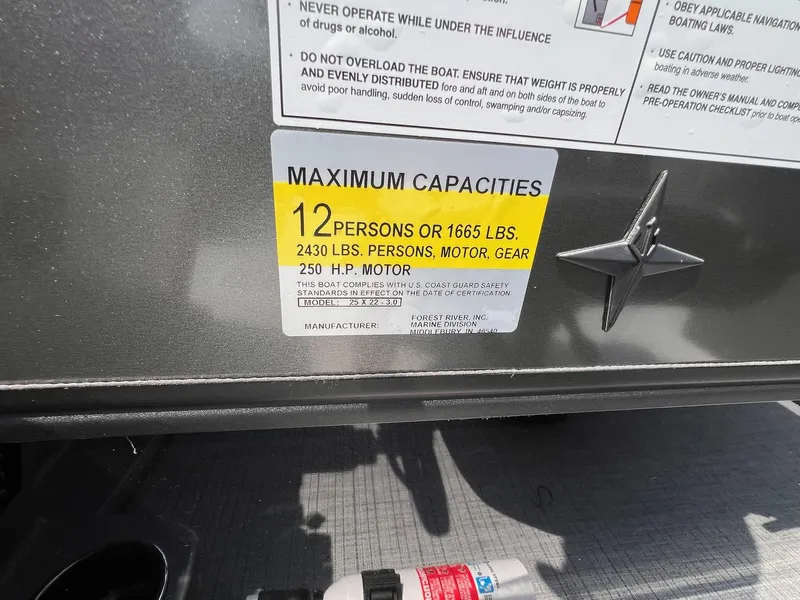 • NEVER OPERATE WHILE UNDER THE INFLUENCE
of drugs or alcohol.
• DO NOT OVERLOAD THE BOAT. ENSURE THAT WEIGHT IS PROPERLY
AND EVENLY DISTRIBUTED fore and aft and on both sides of the boat to
avoid poor handling, sudden loss of control, swamping and/or capsizing.
• OBEY APPLICABLE NAVIGATION
BOATING LAWS.
• USE CAUTION AND PROPER LIGHTING
boating in adverse weather.
• READ THE OWNER'S MANUAL AND
PRE-OPERATION CHECKLIST prior to boat
MAXIMUM CAPACITIES
12 PERSONS OR 1665 LBS.
2430 LBS. PERSONS, MOTOR, GEAR
250 H.P. MOTOR
THIS BOAT COMPLIES WITH U.S. COAST GUARD SAFETY
STANDARDS IN EFFECT ON THE DATE OF CERTIFICATION
MODEL: 25 X 22 - 3.0
MANUFACTURER:
FOREST RIVER, INC.
MARINE DIVISION
MIDDLEBURY, IN 46540